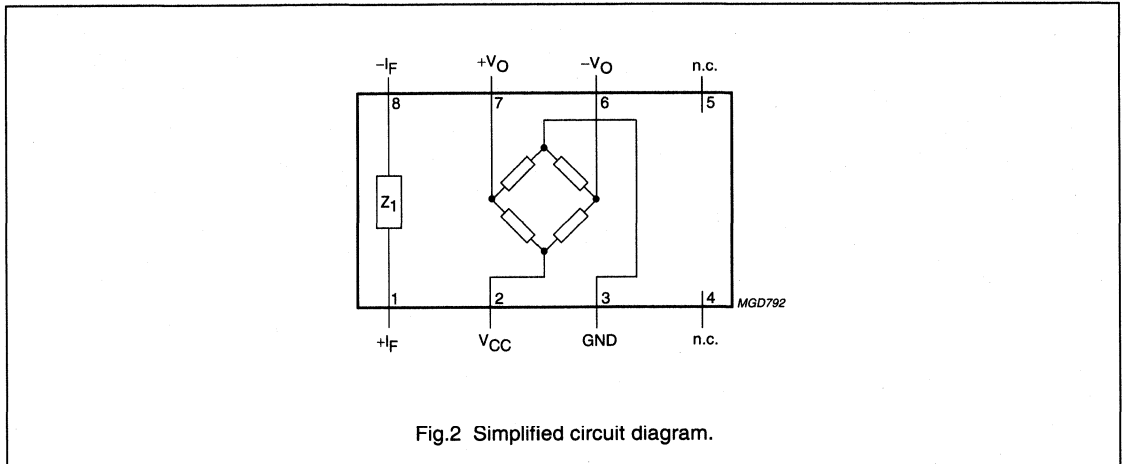 –IF +VO –VO n.c.
8 7 6 5
Z1
1 2 3 4
MGD792
+IF VCC GND n.c.
Fig.2 Simplified circuit diagram.